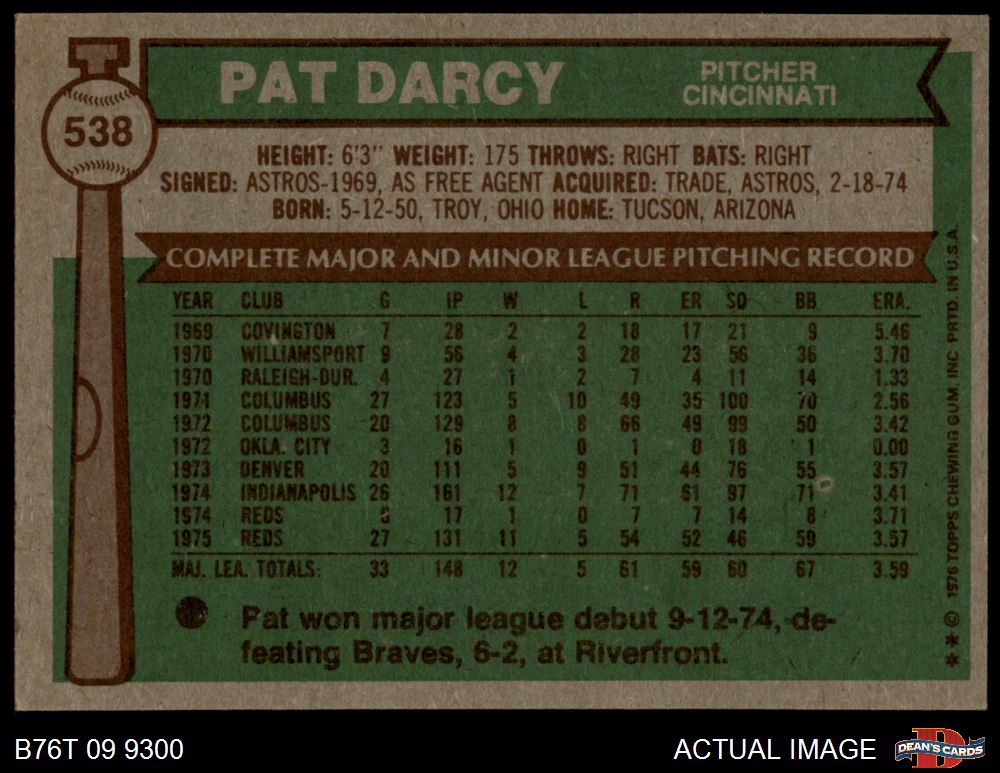 PAT DARCY
PITCHER
CINCINNATI
538
HEIGHT: 6'3" WEIGHT: 175 THROWS: RIGHT BATS: RIGHT
SIGNED: ASTROS-1969, AS FREE AGENT ACQUIRED: TRADE, ASTROS, 2-18-74
BORN: 5-12-50, TROY, OHIO HOME: TUCSON, ARIZONA
COMPLETE MAJOR AND MINOR LEAGUE PITCHING RECORD
YEAR CLUB G IP W L R ER SO BB ERA.
1969 COVINGTON 7 28 2 2 18 17 21 9 5.46
1970 WILLIAMSPORT 9 56 4 3 28 23 56 36 3.70
1970 RALEIGH-DUR. 4 27 1 2 7 4 11 14 1.33
1971 COLUMBUS 27 123 5 10 49 35 100 70 2.56
1972 COLUMBUS 20 129 8 8 66 49 99 50 3.42
1972 OKLA. CITY 3 16 1 0 1 0 18 1 0.00
1973 DENVER 20 111 5 9 51 44 76 55 3.57
1974 INDIANAPOLIS 26 161 12 7 71 61 97 71 3.41
1974 REDS 6 17 1 0 7 7 14 8 3.71
1975 REDS 27 131 11 5 54 52 46 59 3.57
MAJ. LEA. TOTALS: 33 148 12 5 61 59 60 67 3.59
Pat won major league debut 9-12-74, de-
feating Braves, 6-2, at Riverfront.
** © 1976 TOPPS CHEWING GUM, INC PRTD. IN U.S.A.
B76T 09 9300
ACTUAL IMAGE
D
DEAN'S CARDS